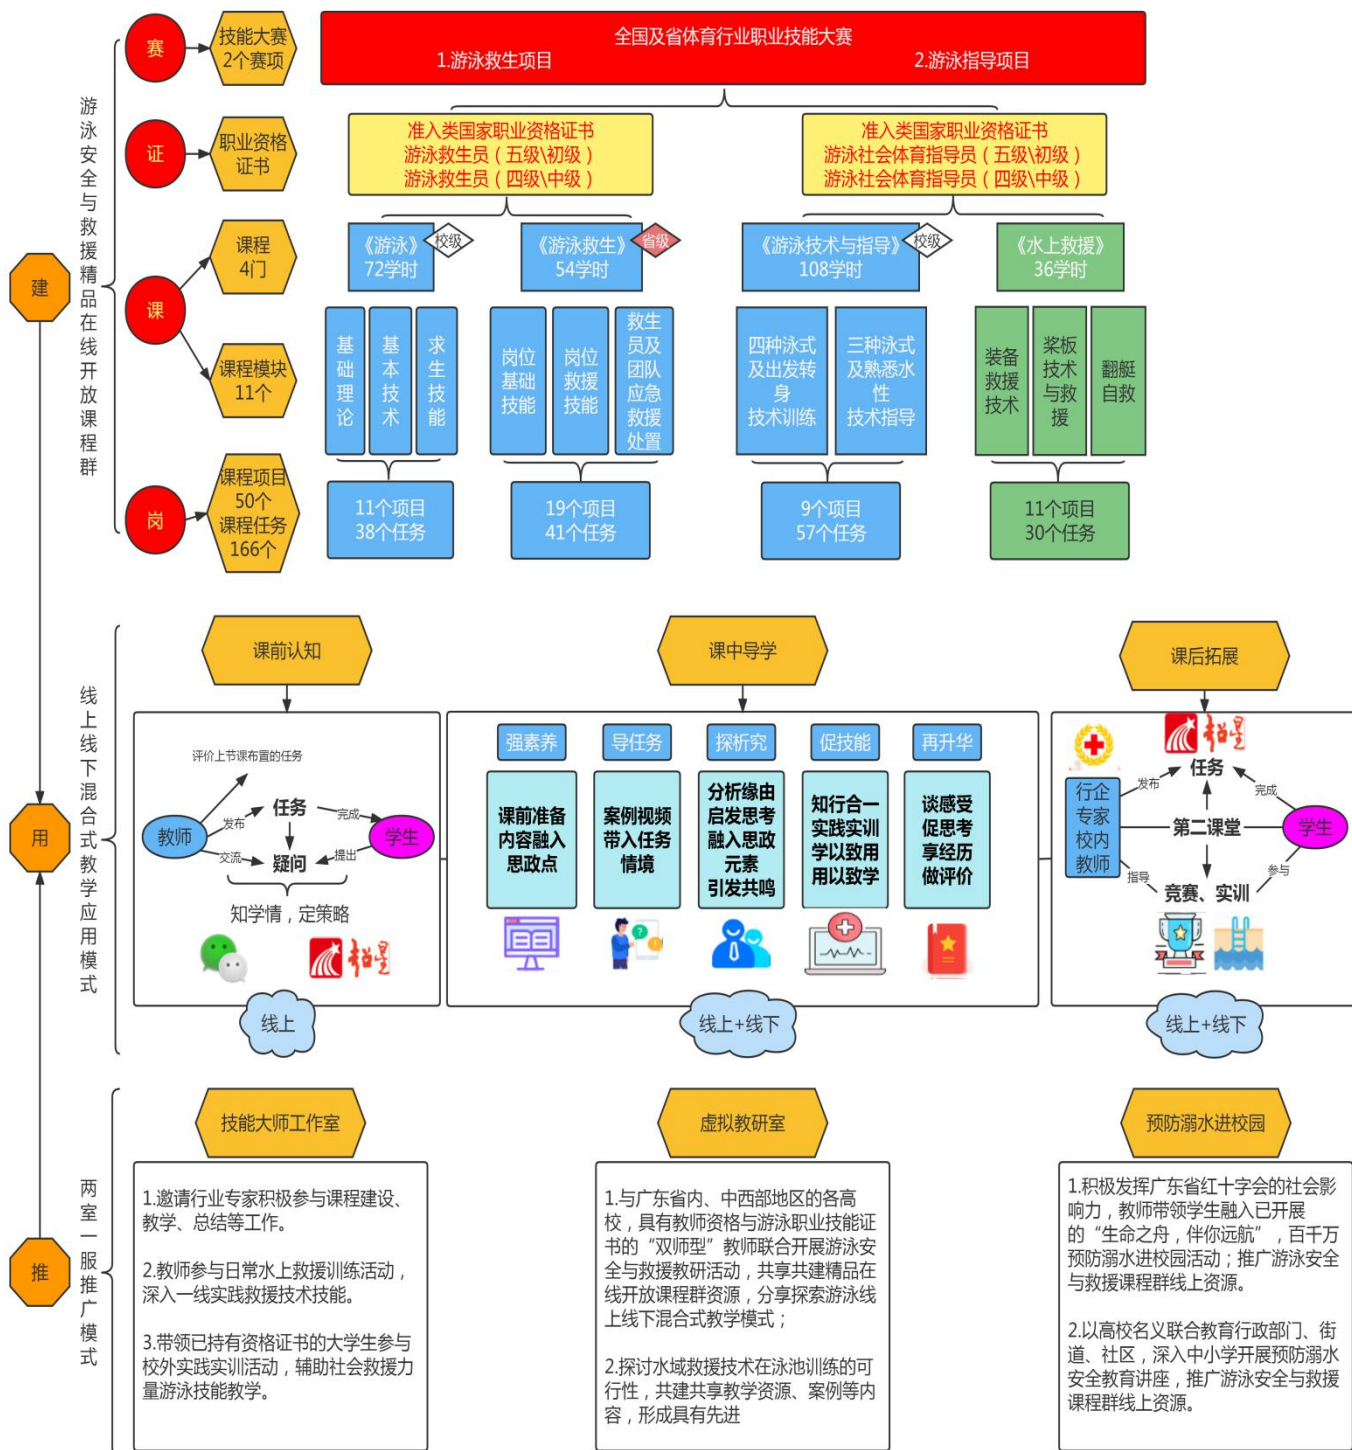 赛
技能大赛
2个赛项
全国及省体育行业职业技能大赛
1.游泳救生项目
2.游泳指导项目
游泳安全与救援精品在线开放课程群
证
职业资格
证书
准入类国家职业资格证书
游泳救生员（五级\初级）
游泳救生员（四级\中级）
准入类国家职业资格证书
游泳社会体育指导员（五级\初级）
游泳社会体育指导员（四级\中级）
建
课
课程
4门
《游泳》
72学时
校级
《游泳救生》
54学时
省级
《游泳技术与指导》
108学时
校级
《水上救援》
36学时
课程模块
11个
基础理论
基本技术
求生技能
岗位
基础
技能
岗位
救援
技能
救生
员及
团队
应急
救援
处置
四种泳式
及出发转
身
技术训练
三种泳式
及熟悉水
性
技术指导
装备
救援
技术
桨板
技术
与救
援
翻艇
自救
岗
课程项目
50个
课程任务
166个
11个项目
38个任务
19个项目
41个任务
9个项目
57个任务
11个项目
30个任务
用
线上线下混合式教学应用模式
课前认知
评价上节课布置的任务
教师
发布
任务
完成
学生
交流
疑问
提出
知学情，定策略
超星
线上
课中导学
强素养
导任务
探析究
促技能
再升华
课前准备
内容融入
思政点
案例视频
带入任务
情境
分析缘由
启发思考
融入思政
元素
引发共鸣
知行合一
实践实训
学以致用
用以致学
谈感受
促思考
享经历
做评价
线上+线下
课后拓展
超星
任务
行企
专家
校内
教师
发布
完成
第二课堂
学生
指导
参与
竞赛、实训
线上+线下
推
两室一服推广模式
技能大师工作室
1.邀请行业专家积极参与课程建设、
教学、总结等工作。
2.教师参与日常水上救援训练活动，
深入一线实践救援技术技能。
3.带领已持有资格证书的大学生参与
校外实践实训活动，辅助社会救援力
量游泳技能教学。
虚拟教研室
1.与广东省内、中西部地区的各高
校，具有教师资格与游泳职业技能证
书的“双师型”教师联合开展游泳安
全与救援教研活动，共享共建精品在
线开放课程群资源，分享探索游泳线
上线下混合式教学模式；
2.探讨水域救援技术在泳池训练的可
行性，共建共享教学资源、案例等内
容，形成具有先进
预防溺水进校园
1.积极发挥广东省红十字会的社会影
响力，教师带领学生融入已开展
的“生命之舟，伴你远航”，百千万
预防溺水进校园活动；推广游泳安全
与救援课程群线上资源。
2.以高校名义联合教育行政部门、街
道、社区，深入中小学开展预防溺水
安全教育讲座，推广游泳安全与救援
课程群线上资源。